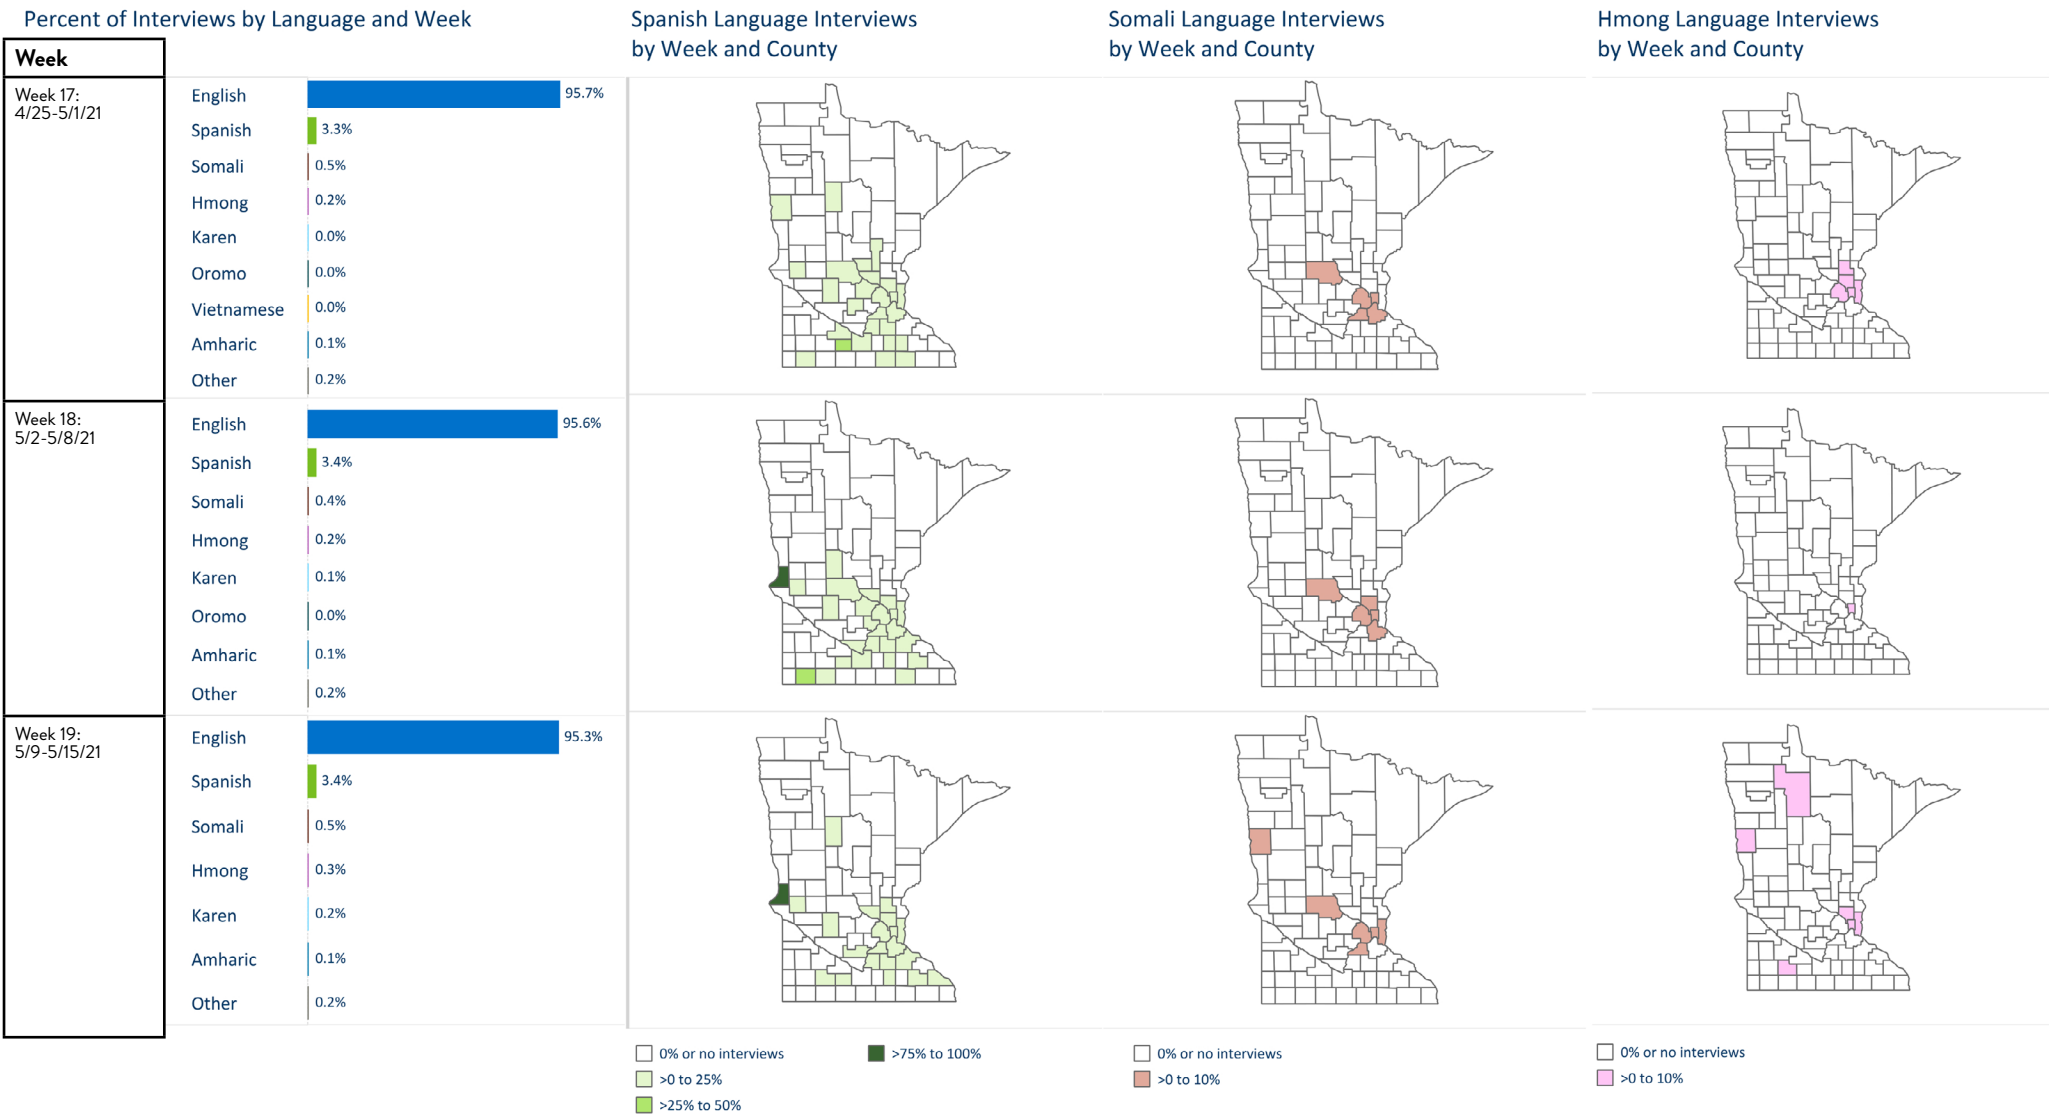 Percent of Interviews by Language and Week
Spanish Language Interviews
by Week and County
Somali Language Interviews
by Week and County
Hmong Language Interviews
by Week and County
Week
Week 17:
4/25-5/1/21
English 95.7%
Spanish 3.3%
Somali 0.5%
Hmong 0.2%
Karen 0.0%
Oromo 0.0%
Vietnamese 0.0%
Amharic 0.1%
Other 0.2%
Week 18:
5/2-5/8/21
English 95.6%
Spanish 3.4%
Somali 0.4%
Hmong 0.2%
Karen 0.1%
Oromo 0.0%
Amharic 0.1%
Other 0.2%
Week 19:
5/9-5/15/21
English 95.3%
Spanish 3.4%
Somali 0.5%
Hmong 0.3%
Karen 0.2%
Amharic 0.1%
Other 0.2%
0% or no interviews
>0 to 25%
>25% to 50%
>75% to 100%
0% or no interviews
>0 to 10%
0% or no interviews
>0 to 10%